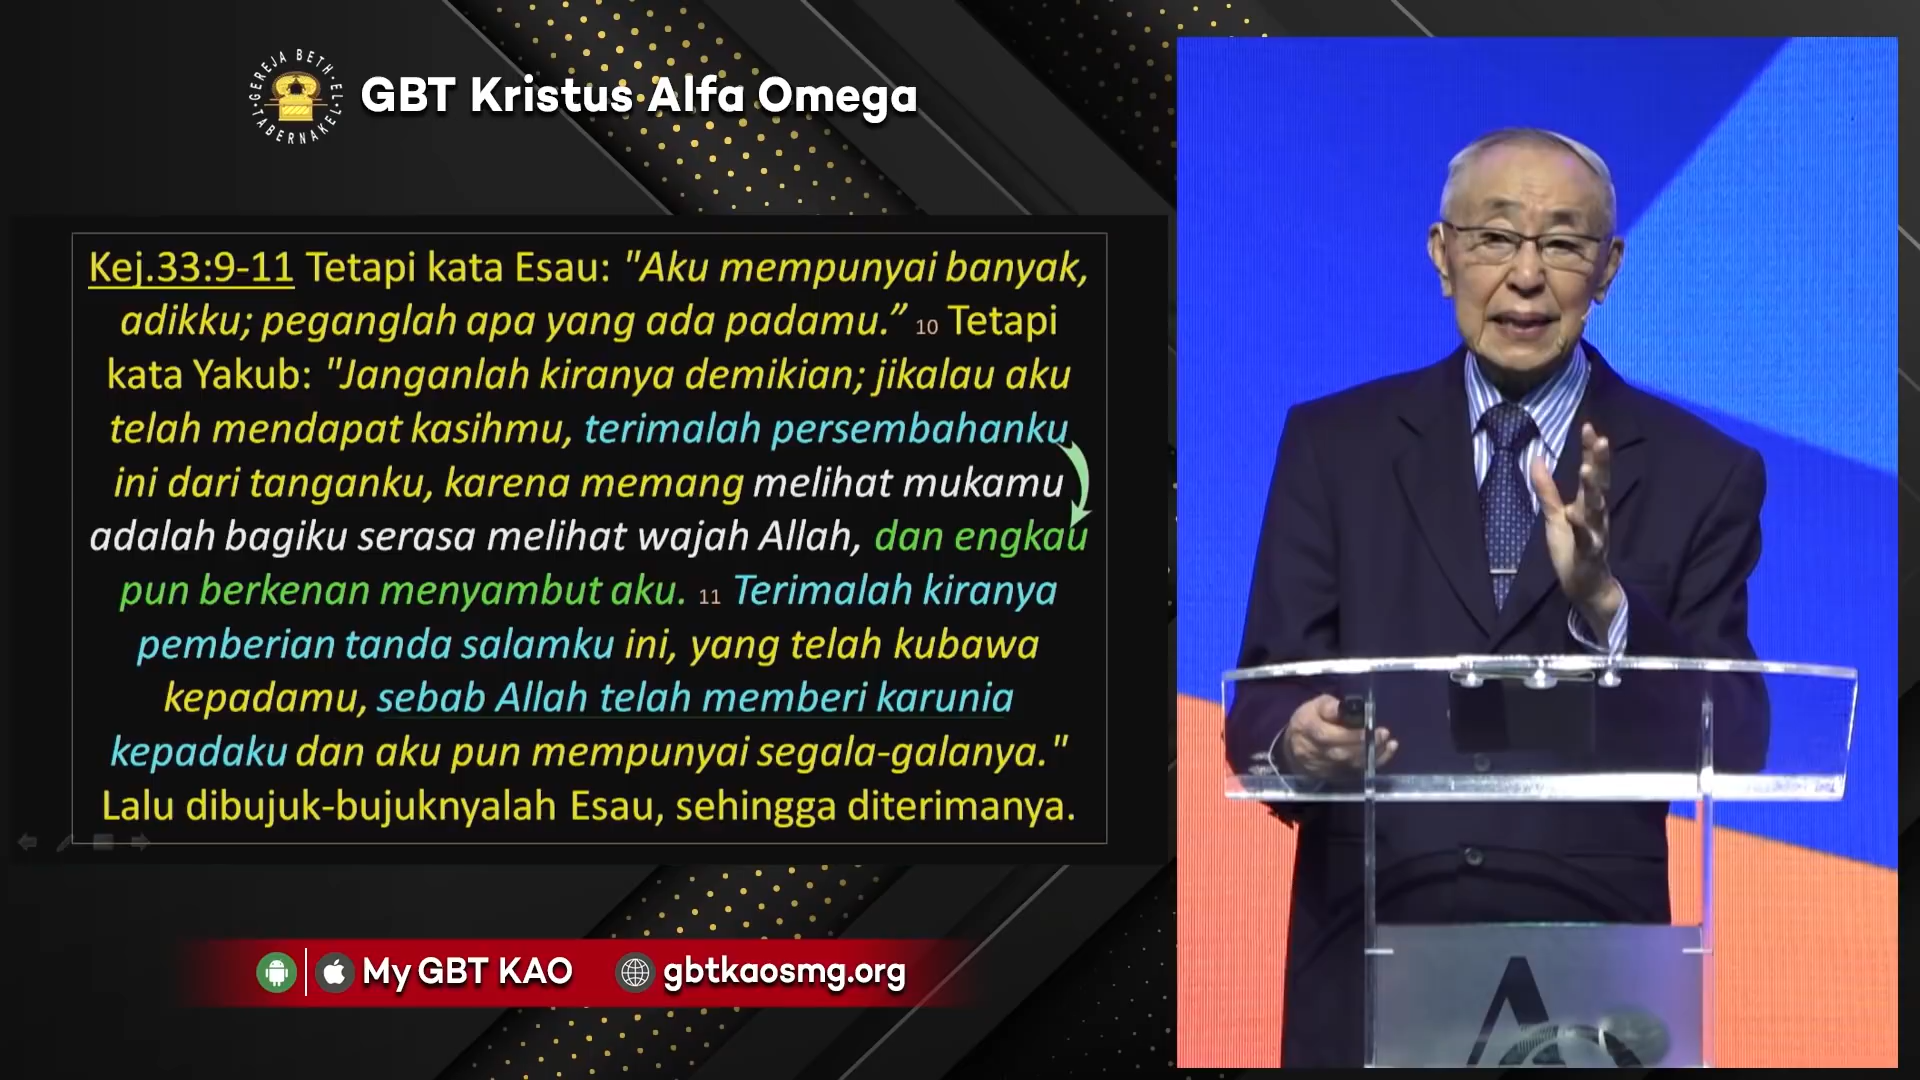 GEREJA BETH-EL TABERNAKEL
GBT Kristus Alfa Omega
Kej.33:9-11 Tetapi kata Esau: "Aku mempunyai banyak,
adikku; peganglah apa yang ada padamu.” 10 Tetapi
kata Yakub: "Janganlah kiranya demikian; jikalau aku
telah mendapat kasihmu, terimalah persembahanku
ini dari tanganku, karena memang melihat mukamu
adalah bagiku serasa melihat wajah Allah, dan engkau
pun berkenan menyambut aku. 11 Terimalah kiranya
pemberian tanda salamku ini, yang telah kubawa
kepadamu, sebab Allah telah memberi karunia
kepadaku dan aku pun mempunyai segala-galanya."
Lalu dibujuk-bujuknyalah Esau, sehingga diterimanya.
My GBT KAO
gbtkaosmg.org